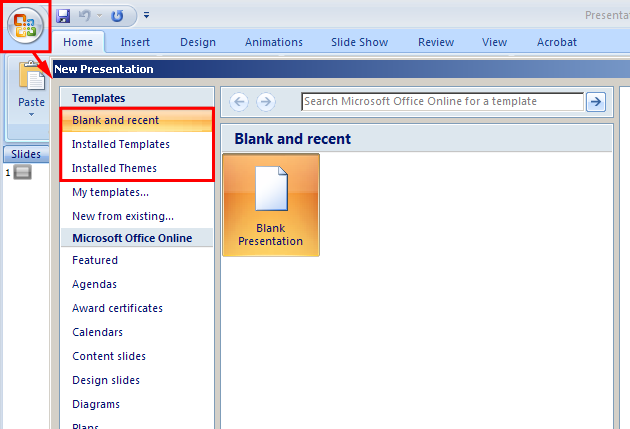 Presenta
Home Insert Design Animations Slide Show Review View Acrobat
New Presentation
Paste
Slides
1
Templates
Blank and recent
Installed Templates
Installed Themes
My templates...
New from existing...
Microsoft Office Online
Featured
Agendas
Award certificates
Calendars
Content slides
Design slides
Diagrams
Plans
Search Microsoft Office Online for a template
Blank and recent
Blank
Presentation